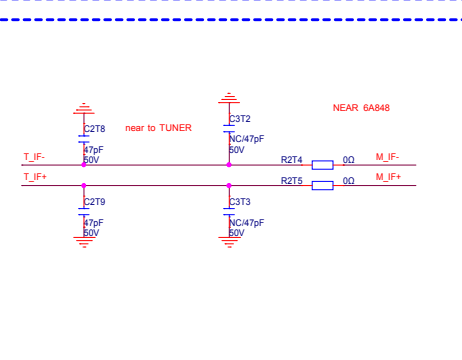 NEAR 6A848
C2T8
near to TUNER
C3T2
47pF
50V
NC/47pF
50V
T_IF-
R2T4
0Ω
M_IF-
T_IF+
R2T5
0Ω
M_IF+
C2T9
47pF
50V
C3T3
NC/47pF
50V